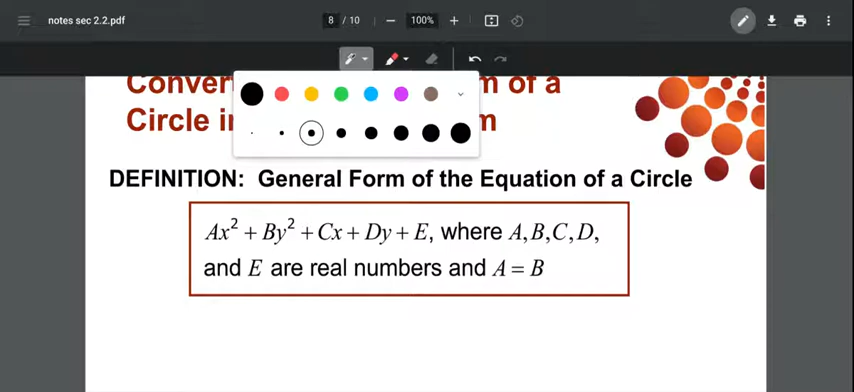 notes sec 2.2.pdf
8 / 10
100%
Conver m of a
Circle in m
DEFINITION: General Form of the Equation of a Circle
Ax² + By² + Cx + Dy + E, where A, B, C, D,
and E are real numbers and A = B